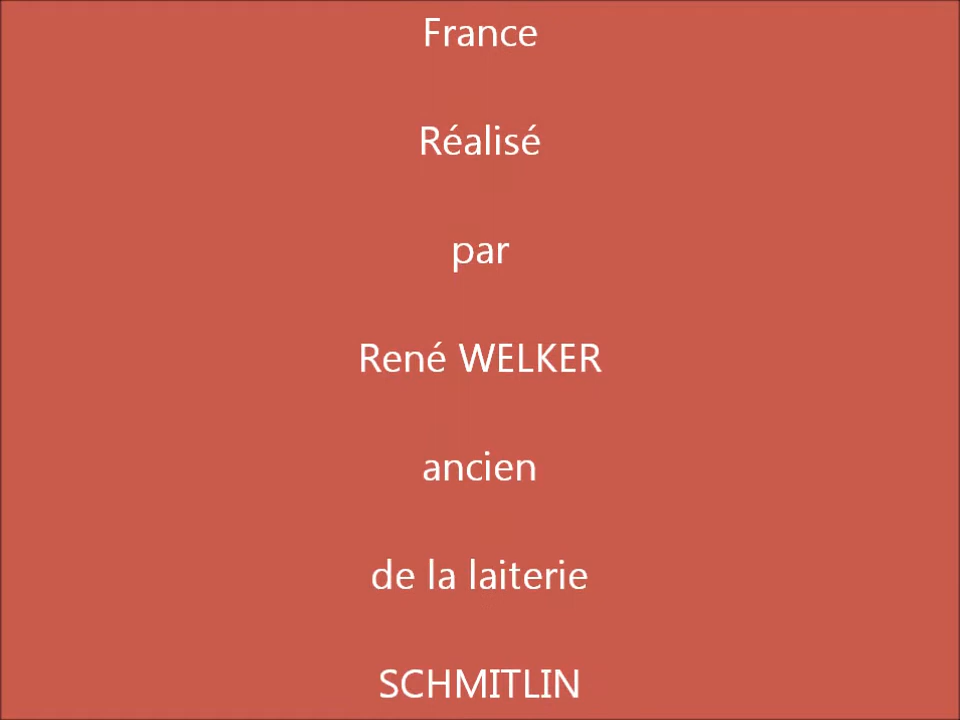 France
Réalisé
par
René WELKER
ancien
de la laiterie
SCHMITLIN